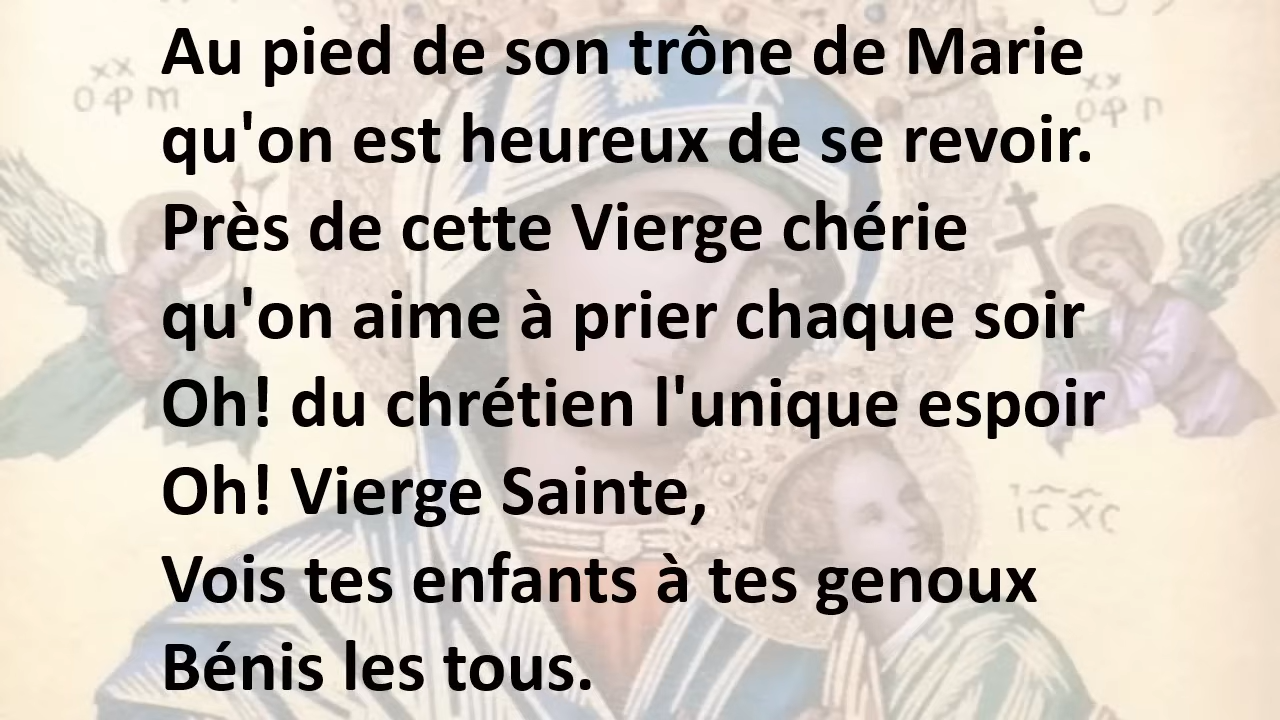 Au pied de son trône de Marie
qu'on est heureux de se revoir.
Près de cette Vierge chérie
qu'on aime à prier chaque soir
Oh! du chrétien l'unique espoir
Oh! Vierge Sainte,
Vois tes enfants à tes genoux
Bénis les tous.